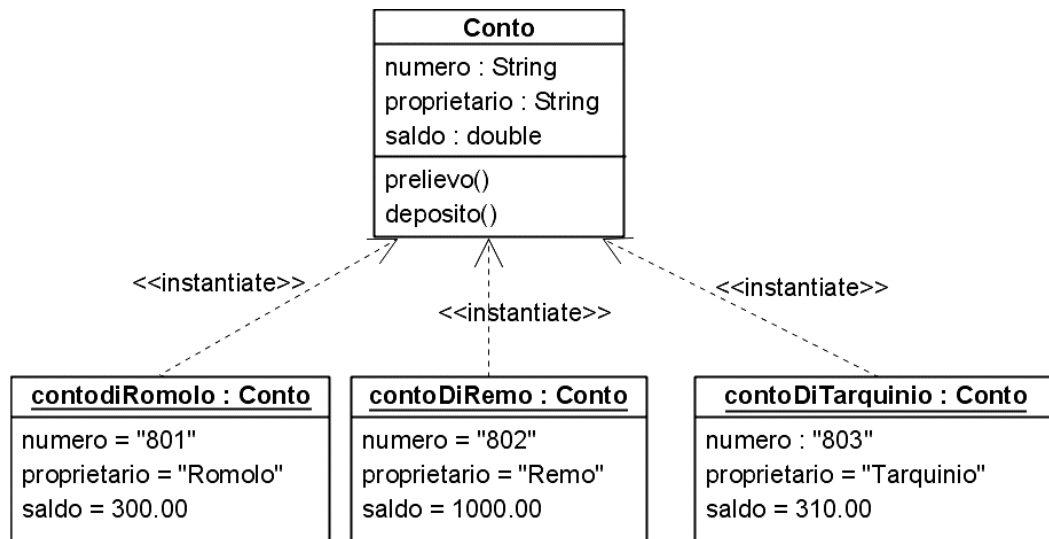 Conto
numero : String
proprietario : String
saldo : double
prelievo()
deposito()
<<instantiate>>
<<instantiate>>
<<instantiate>>
contodiRomolo : Conto
numero = "801"
proprietario = "Romolo"
saldo = 300.00
contoDiRemo : Conto
numero = "802"
proprietario = "Remo"
saldo = 1000.00
contoDiTarquinio : Conto
numero : "803"
proprietario = "Tarquinio"
saldo = 310.00